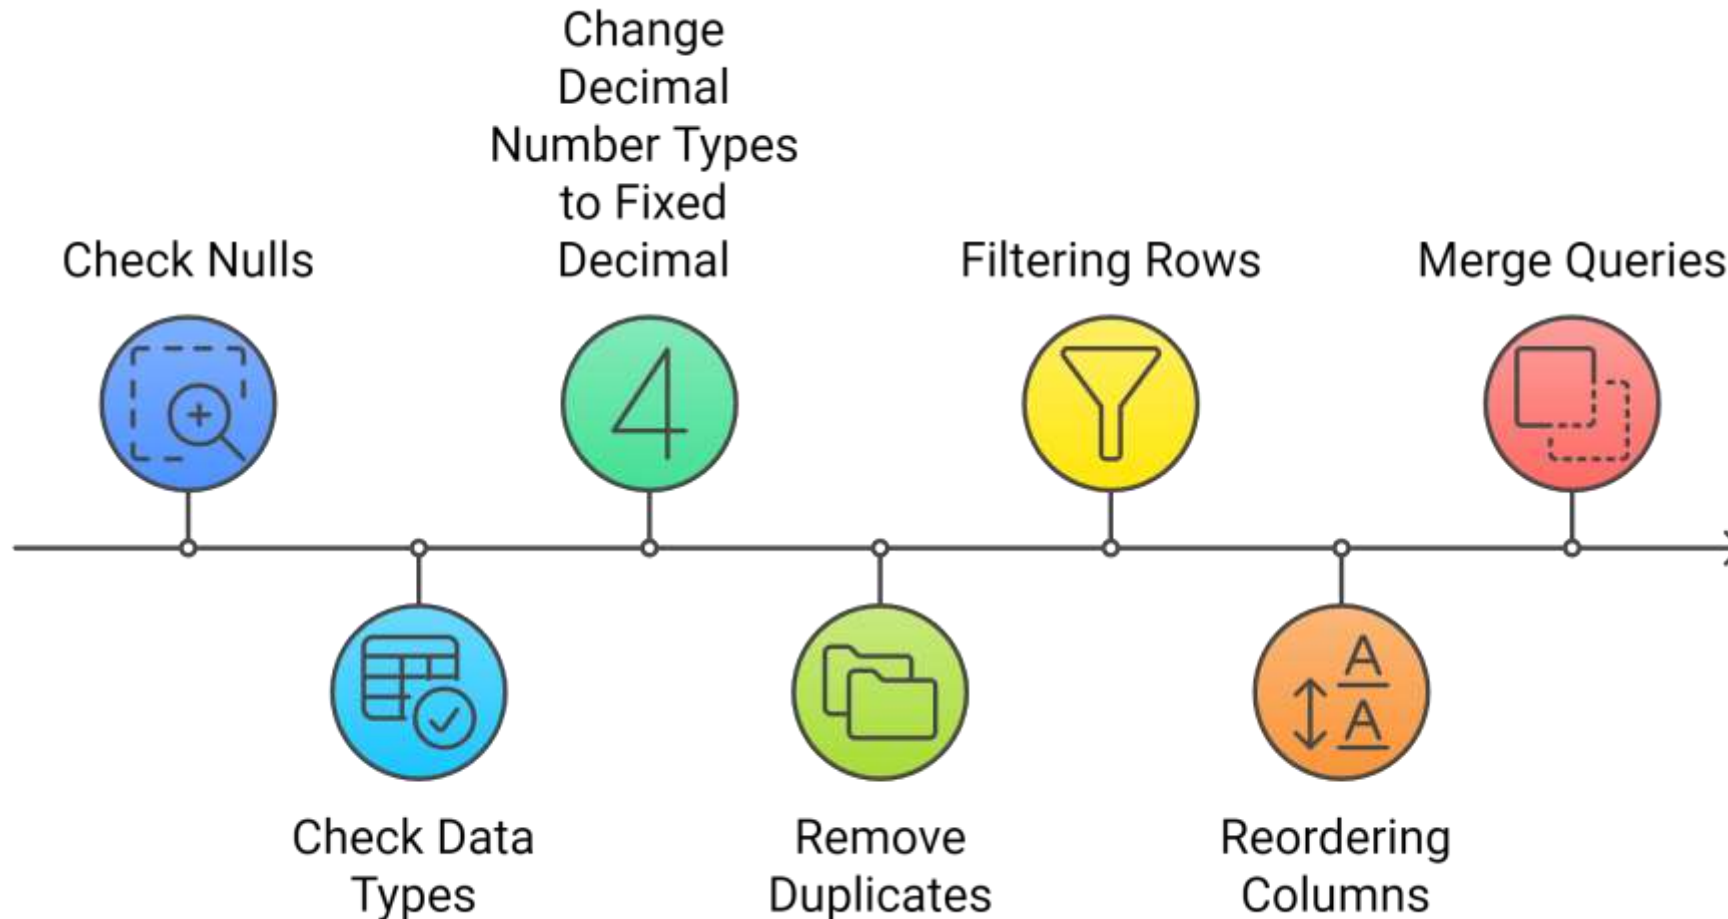 Change
Decimal
Number Types
to Fixed
Decimal
Check Nulls
Filtering Rows
Merge Queries
4
A
A
Check Data
Types
Remove
Duplicates
Reordering
Columns